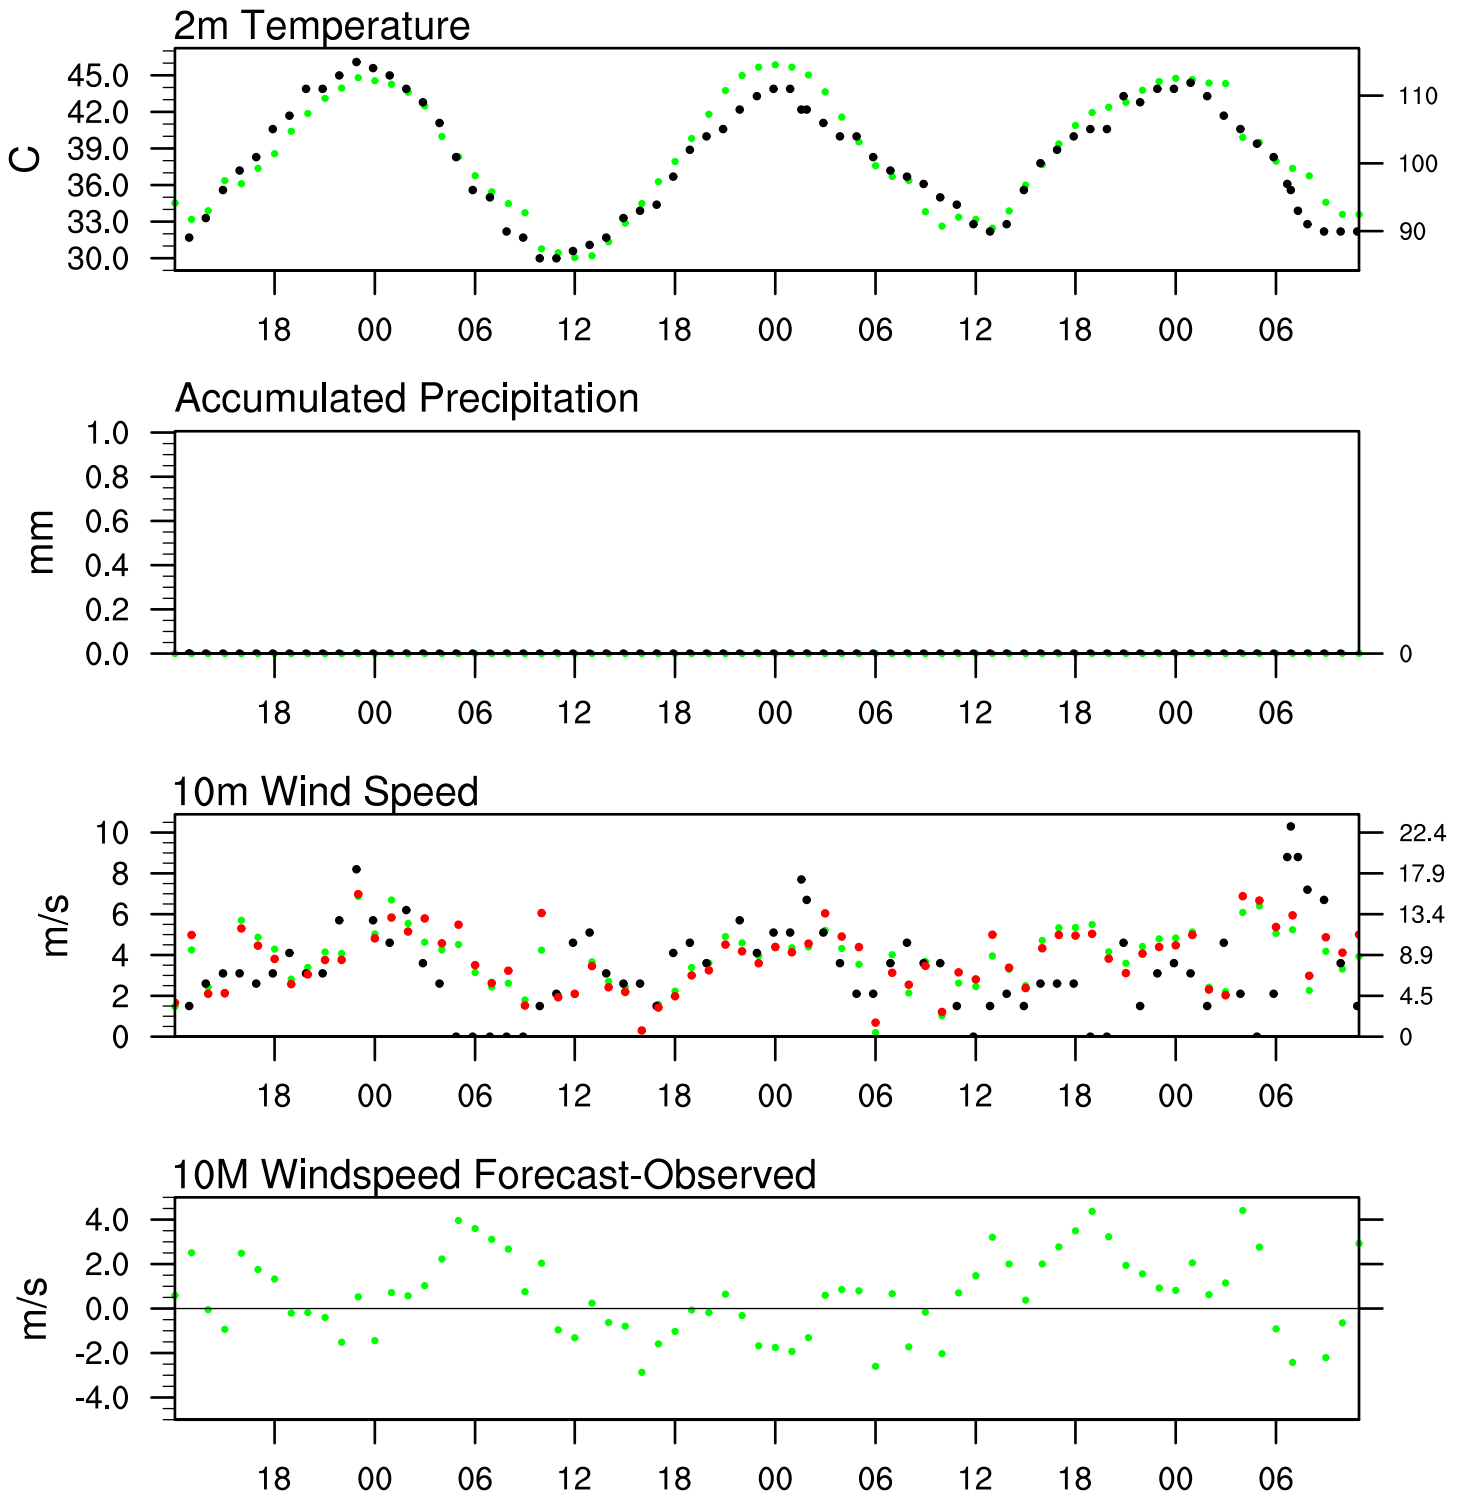 2m Temperature
45.0
42.0
39.0
36.0
33.0
30.0
C
110
100
90
18 00 06 12 18 00 06 12 18 00 06
Accumulated Precipitation
1.0
0.8
0.6
0.4
0.2
0.0
mm
0
18 00 06 12 18 00 06 12 18 00 06
10m Wind Speed
10
8
6
4
2
0
m/s
22.4
17.9
13.4
8.9
4.5
0
18 00 06 12 18 00 06 12 18 00 06
10M Windspeed Forecast-Observed
4.0
2.0
0.0
-2.0
-4.0
m/s
18 00 06 12 18 00 06 12 18 00 06